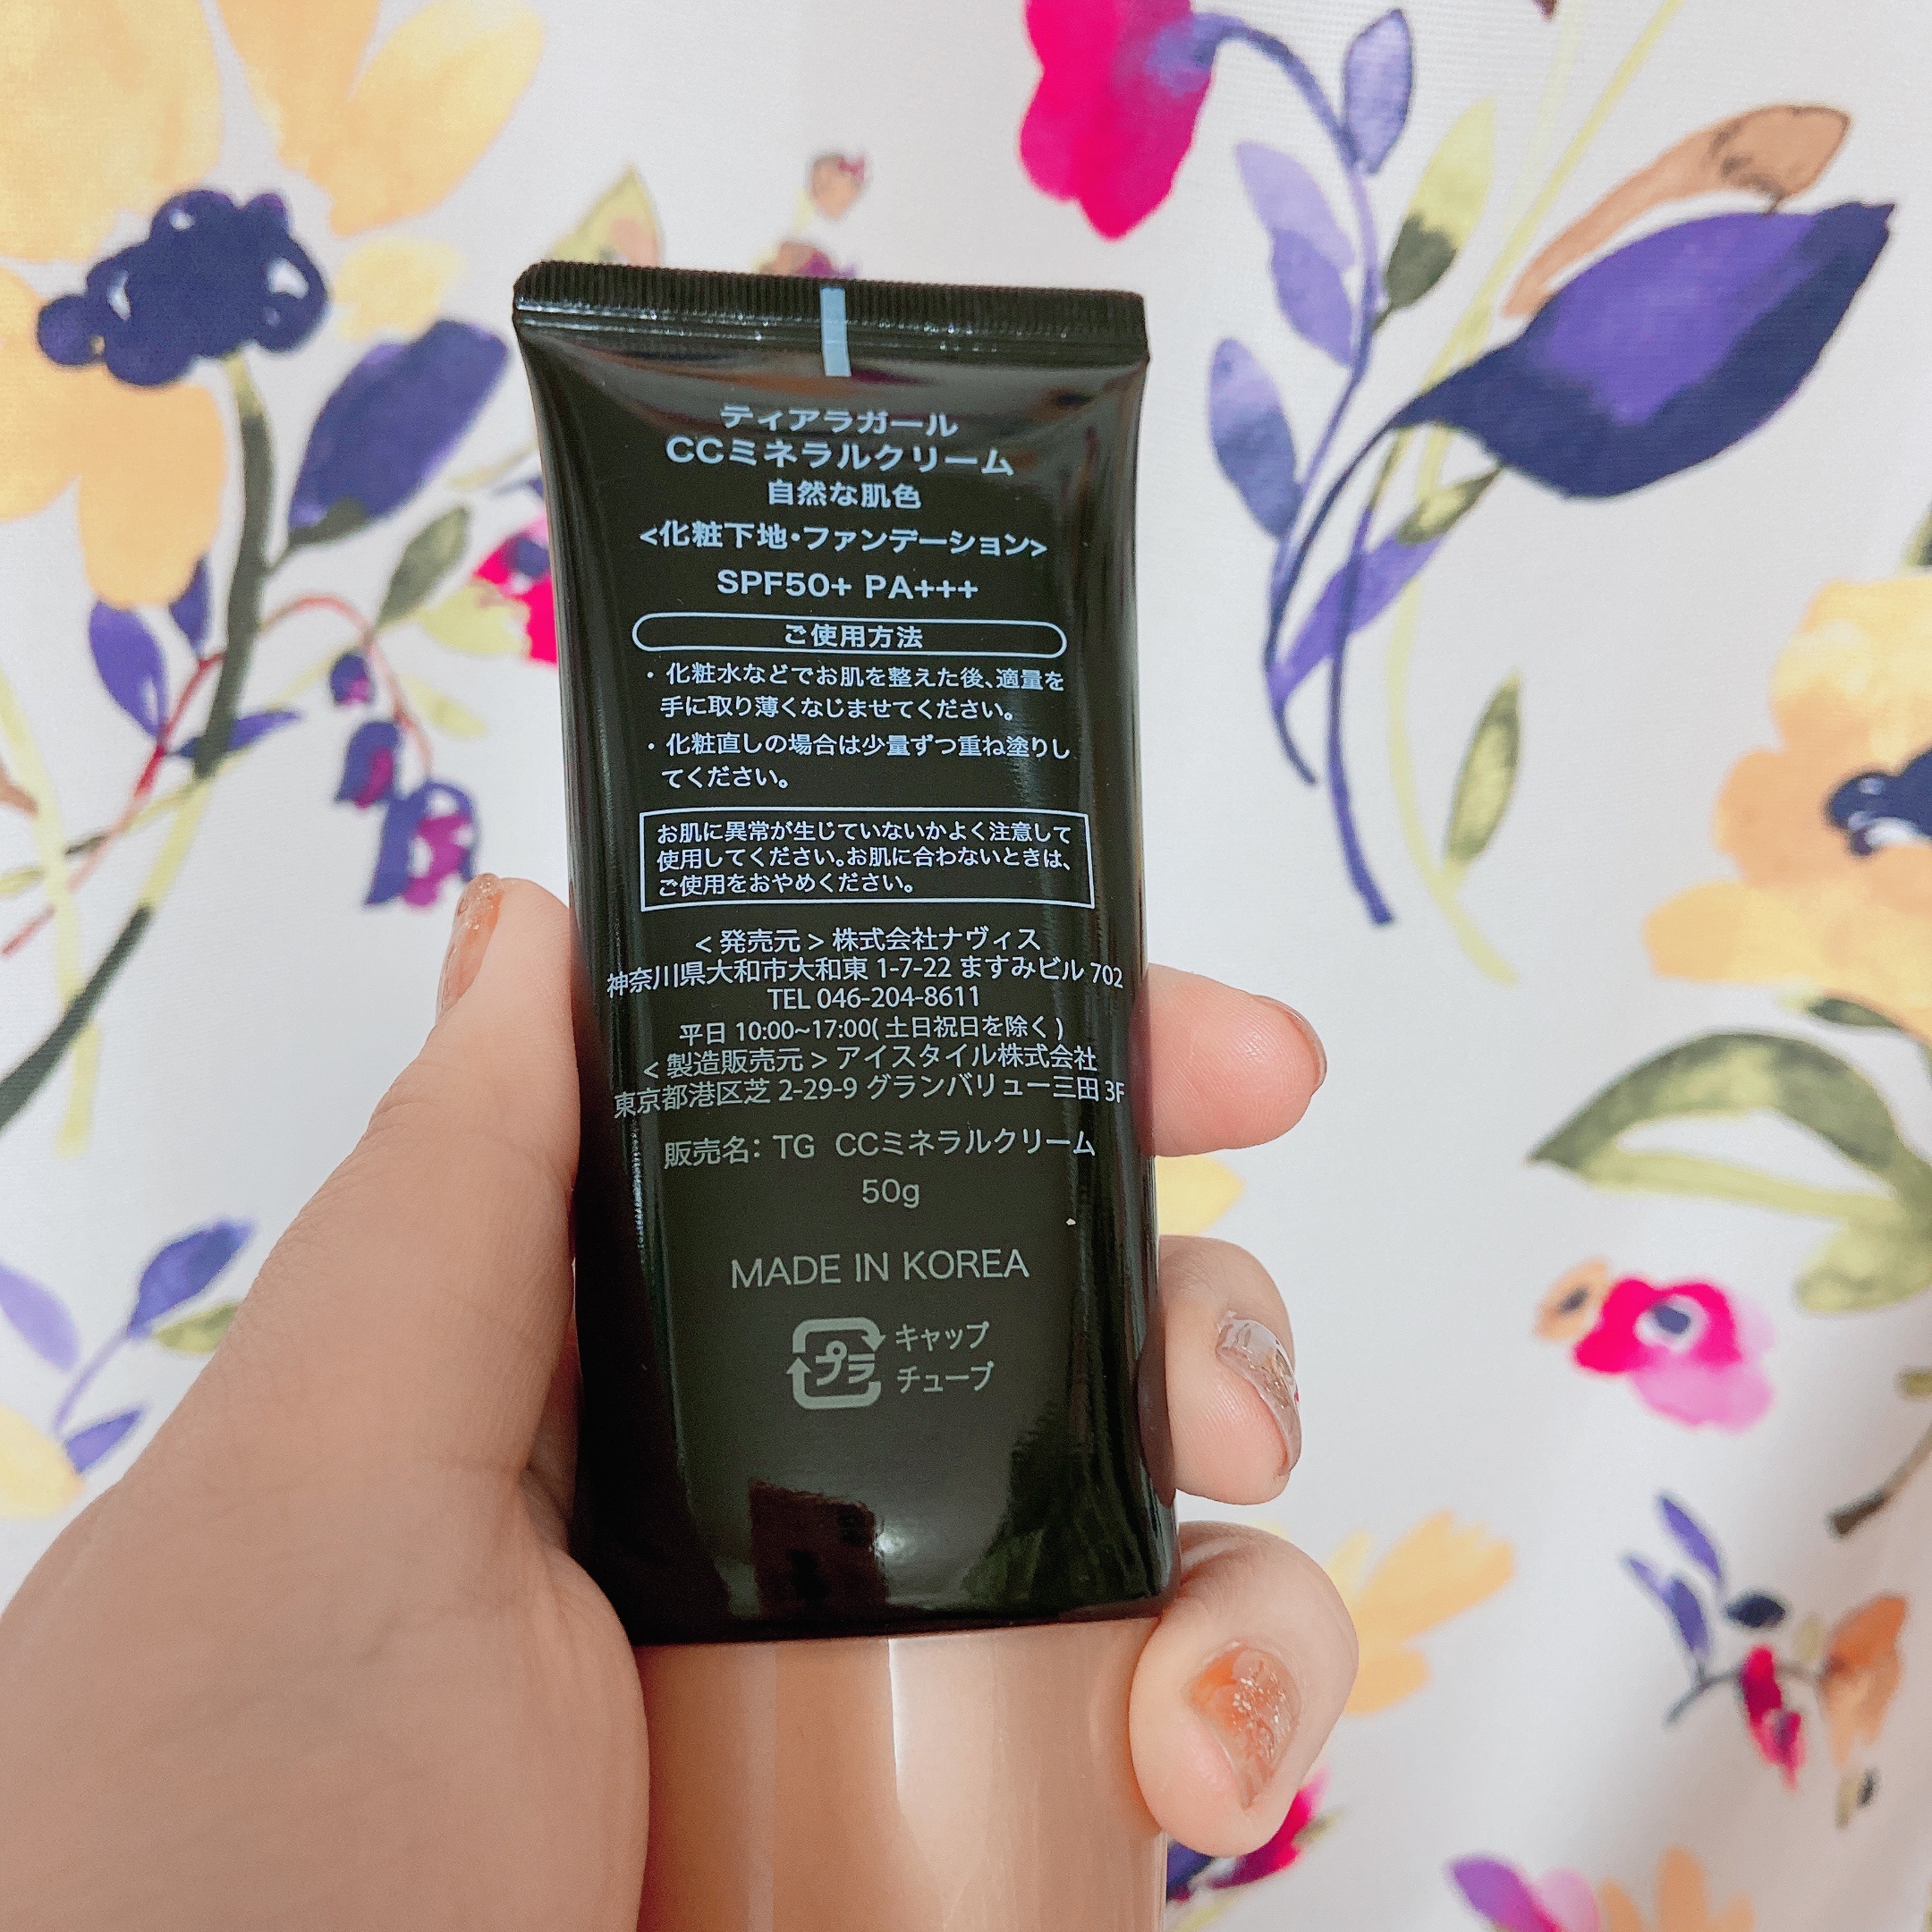 ティアラガール
CCミネラルクリーム
自然な肌色
<化粧下地・ファンデーション>
SPF50+ PA+++
ご使用方法
・化粧水などでお肌を整えた後、適量を
手に取り薄くなじませてください。
・化粧直しの場合は少量ずつ重ね塗りし
てください。
お肌に異常が生じていないかよく注意して
使用してください。お肌に合わないときは、
ご使用をおやめください。
< 発売元 > 株式会社ナヴィス
神奈川県大和市大和東 1-7-22 ますみビル 702
TEL 046-204-8611
平日 10:00~17:00( 土日祝日を除く )
< 製造販売元 > アイスタイル株式会社
東京都港区芝 2-29-9 グランバリュー三田 3F
販売名： TG CCミネラルクリーム
50g
MADE IN KOREA
プラ
キャップ
チューブ